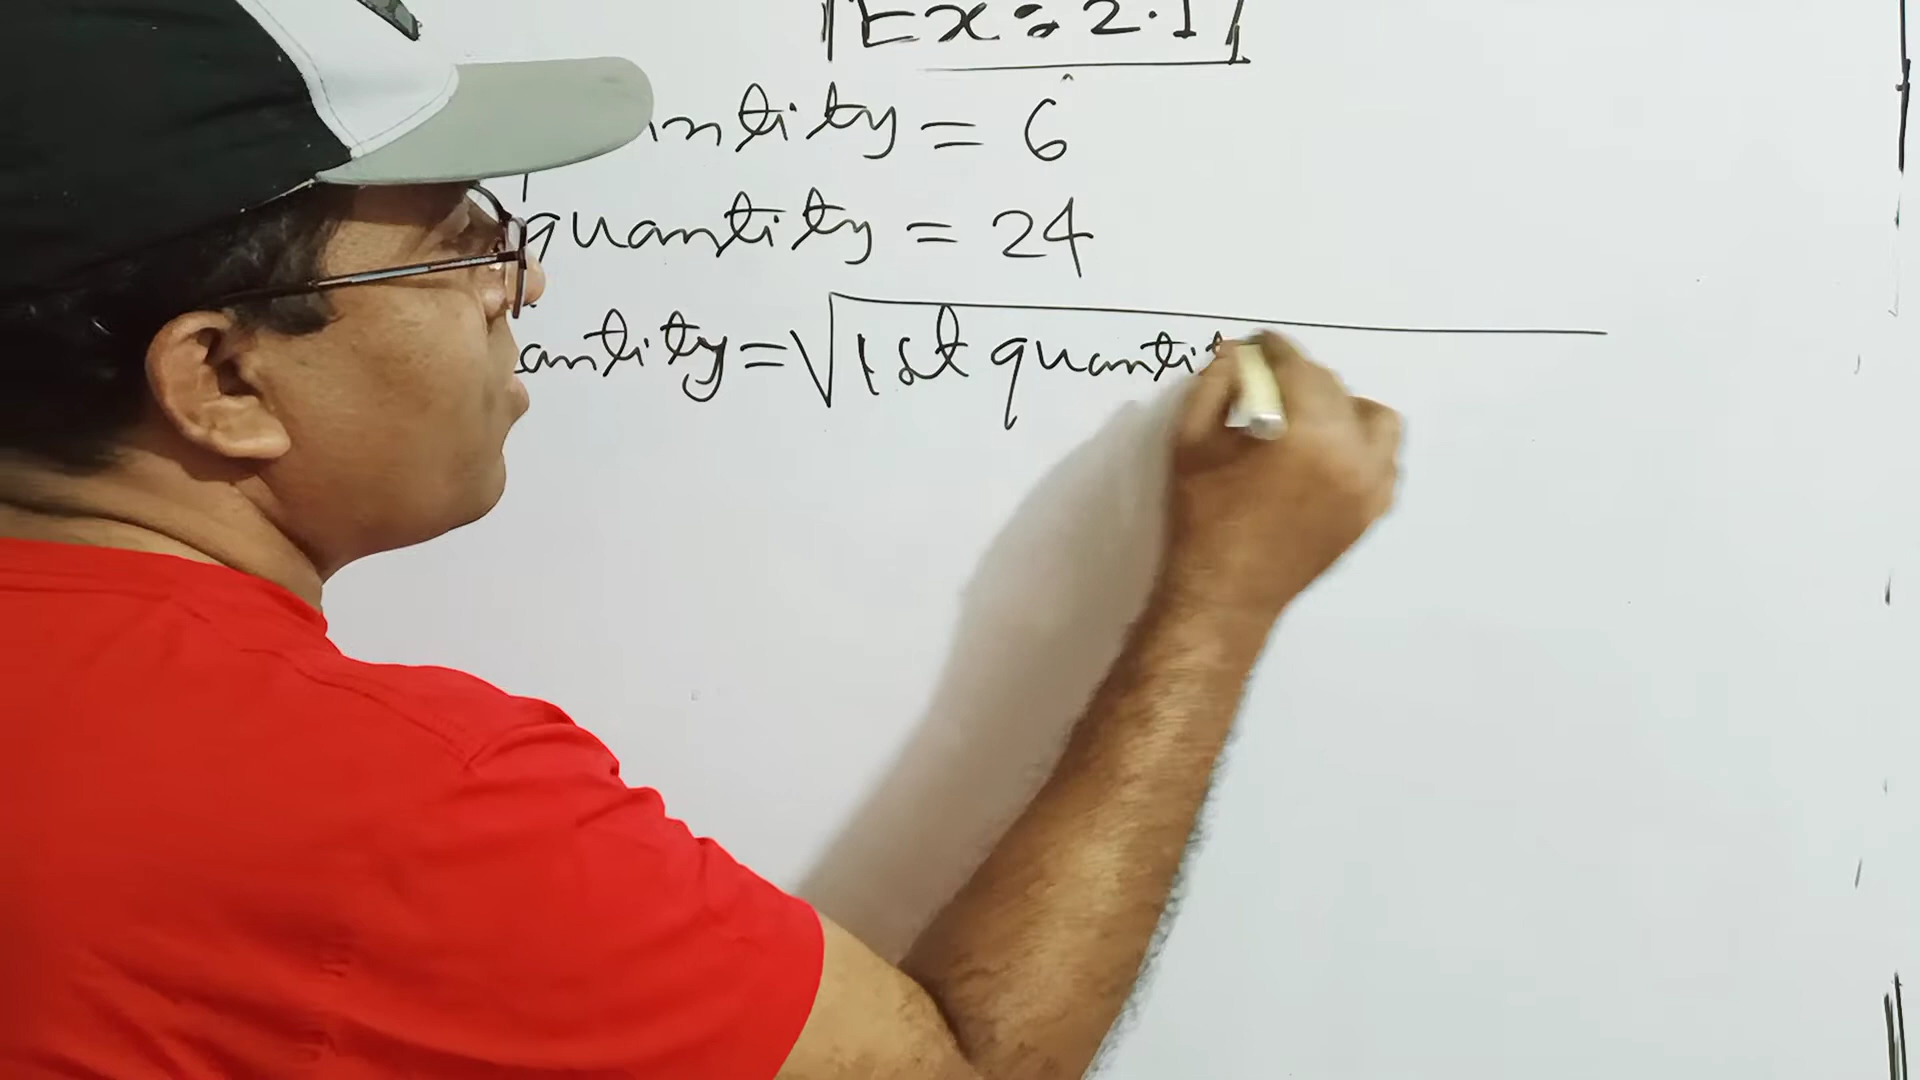 Ex: 2.1
ntity = 6
quantity = 24
antity = √1st quantit